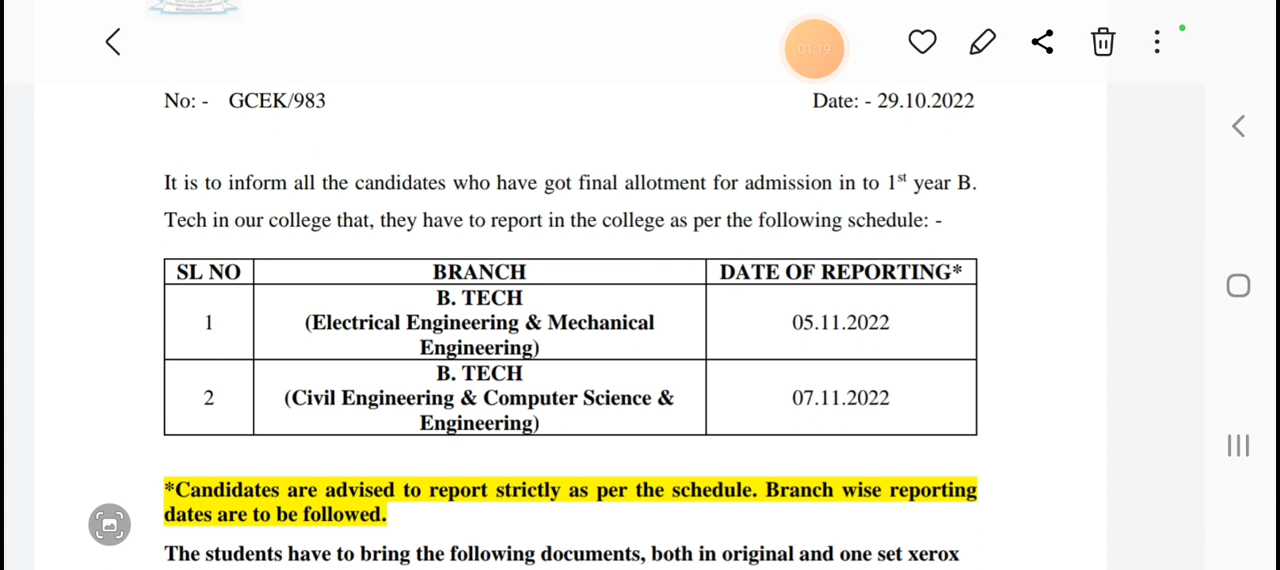 01:19
No: - GCEK/983 Date: - 29.10.2022
It is to inform all the candidates who have got final allotment for admission in to 1st year B.
Tech in our college that, they have to report in the college as per the following schedule: -
SL NO BRANCH DATE OF REPORTING*
1 B. TECH
(Electrical Engineering & Mechanical
Engineering) 05.11.2022
2 B. TECH
(Civil Engineering & Computer Science &
Engineering) 07.11.2022
*Candidates are advised to report strictly as per the schedule. Branch wise reporting
dates are to be followed.
The students have to bring the following documents, both in original and one set xerox